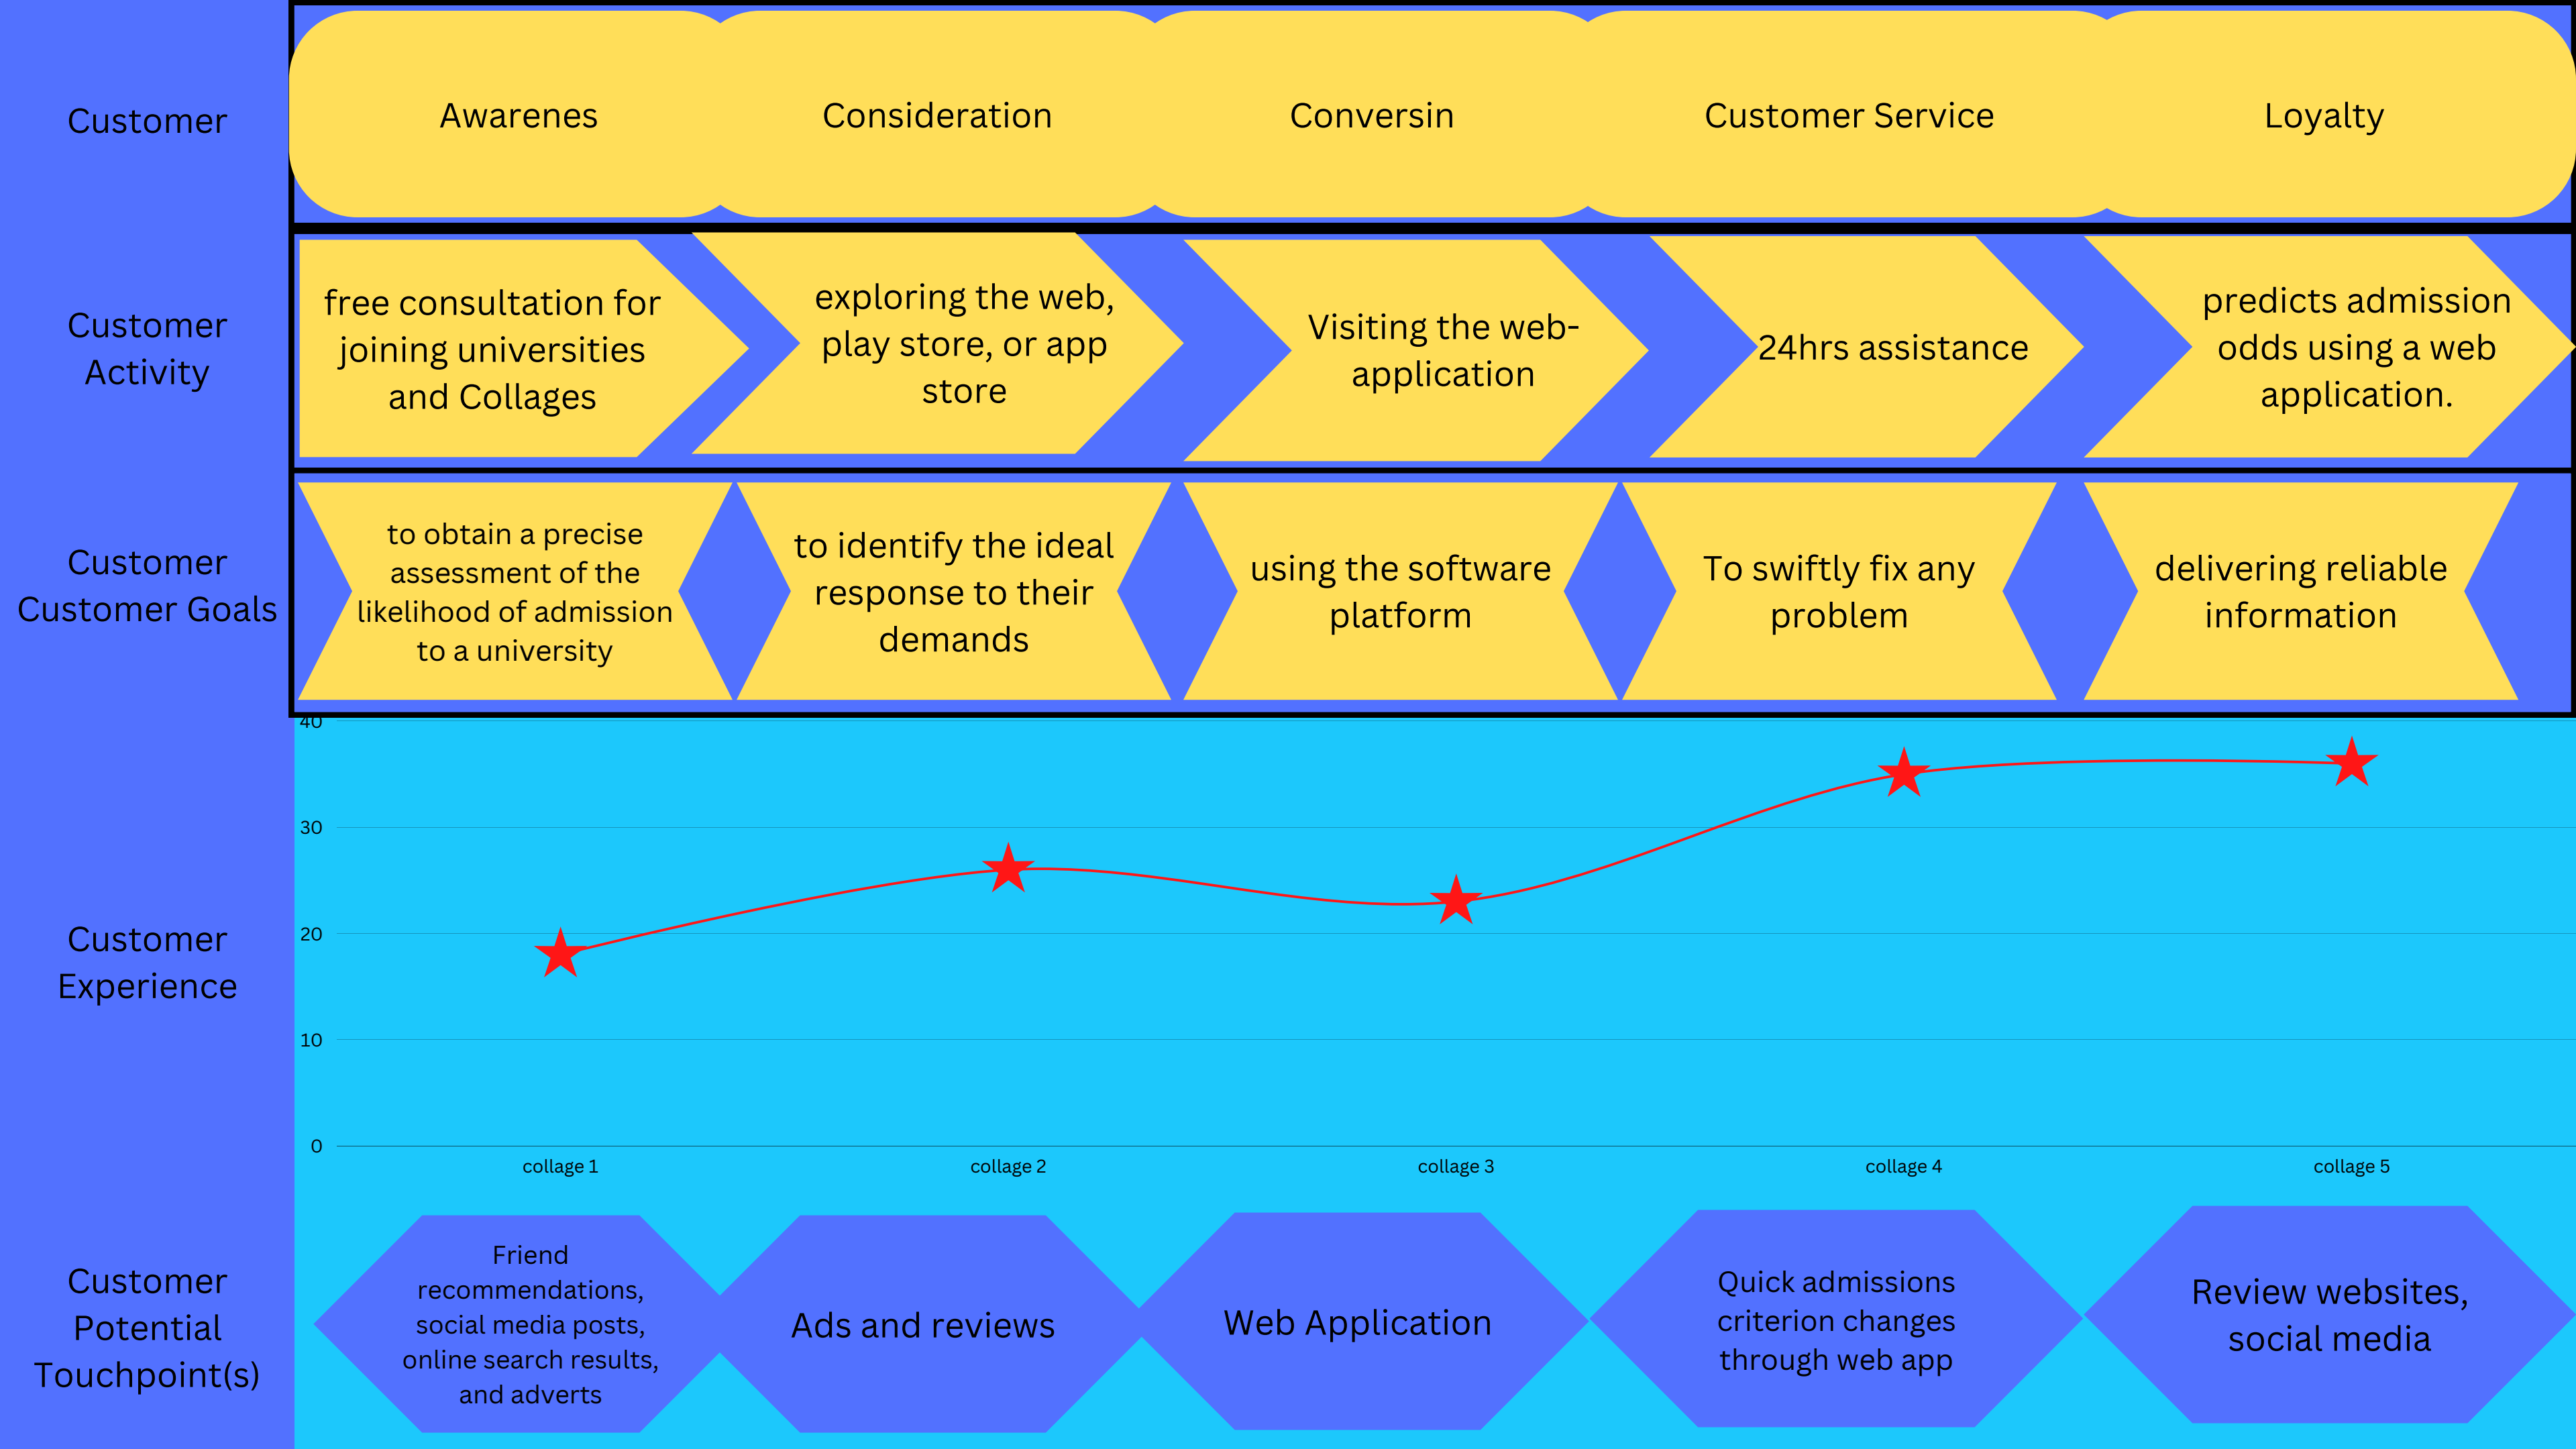 Customer
Awarenes
Consideration
Conversin
Customer Service
Loyalty
Customer
Activity
free consultation for
joining universities
and Collages
exploring the web,
play store, or app
store
Visiting the web-
application
24hrs assistance
predicts admission
odds using a web
application.
Customer
Customer Goals
to obtain a precise
assessment of the
likelihood of admission
to a university
to identify the ideal
response to their
demands
using the software
platform
To swiftly fix any
problem
delivering reliable
information
Customer
Experience
40
30
20
10
0
collage 1
collage 2
collage 3
collage 4
collage 5
Customer
Potential
Touchpoint(s)
Friend
recommendations,
social media posts,
online search results,
and adverts
Ads and reviews
Web Application
Quick admissions
criterion changes
through web app
Review websites,
social media